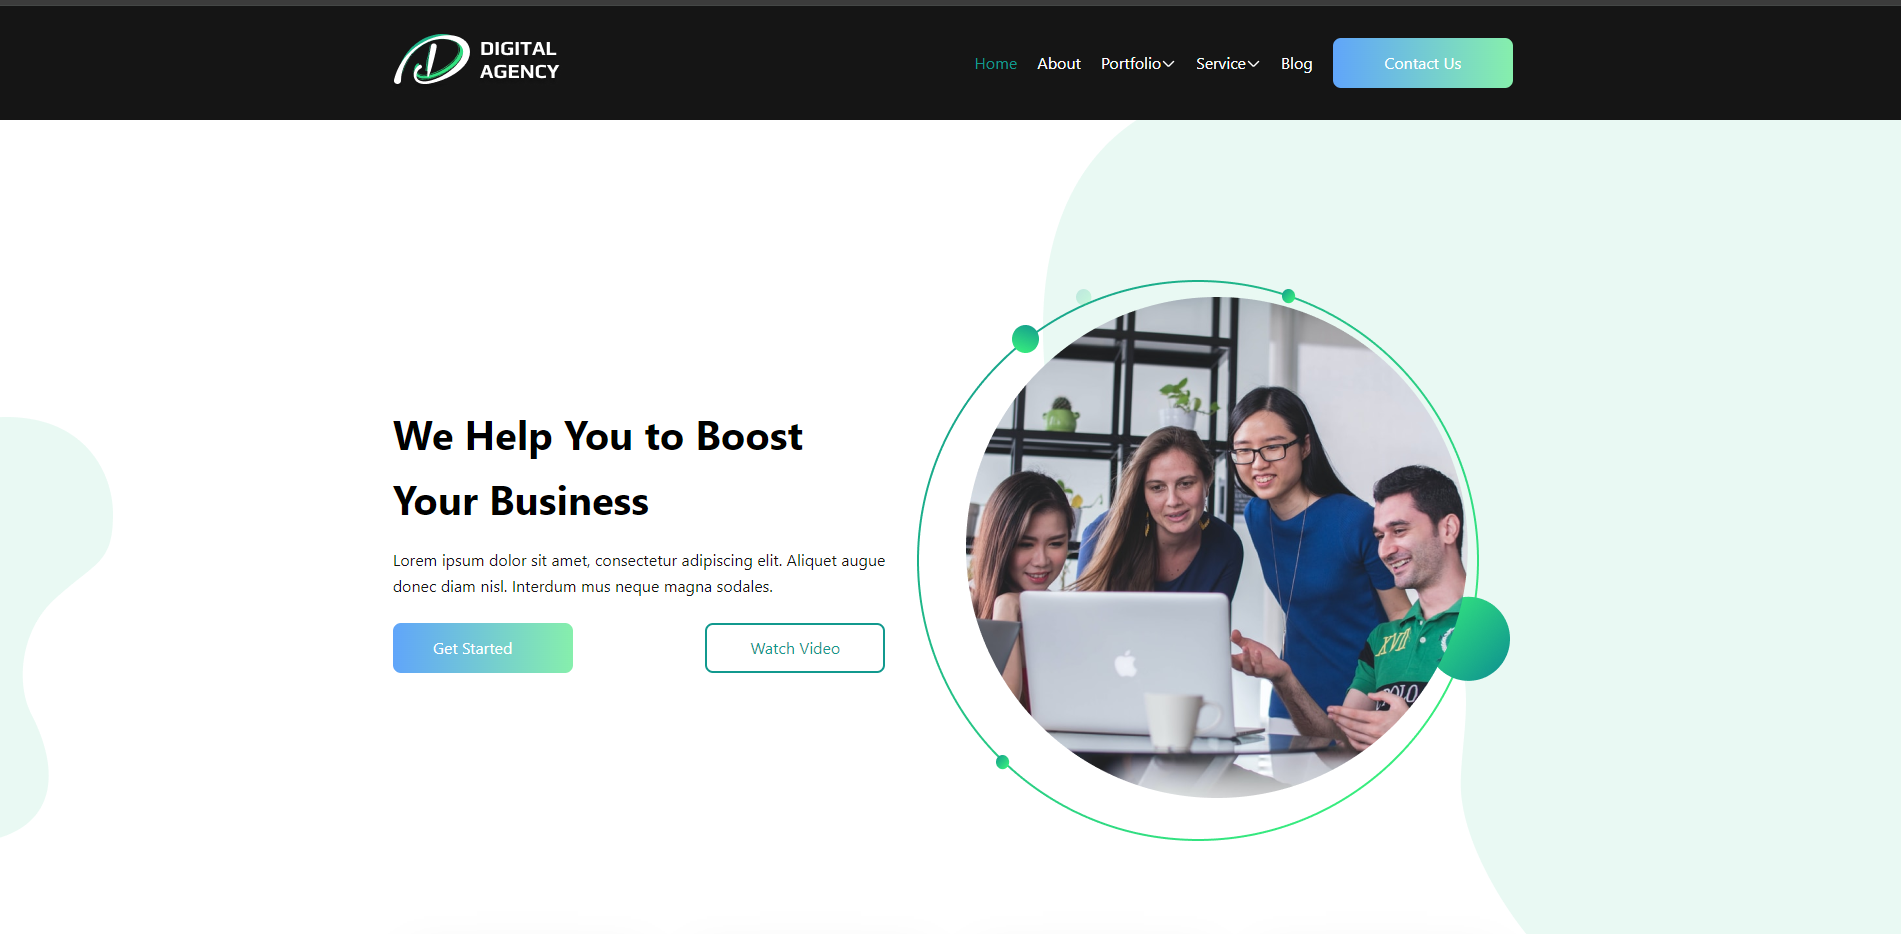 DIGITAL
AGENCY
Home About Portfolio Service Blog Contact Us
We Help You to Boost
Your Business
Lorem ipsum dolor sit amet, consectetur adipiscing elit. Aliquet augue
donec diam nisl. Interdum mus neque magna sodales.
Get Started Watch Video
XVII
POLO